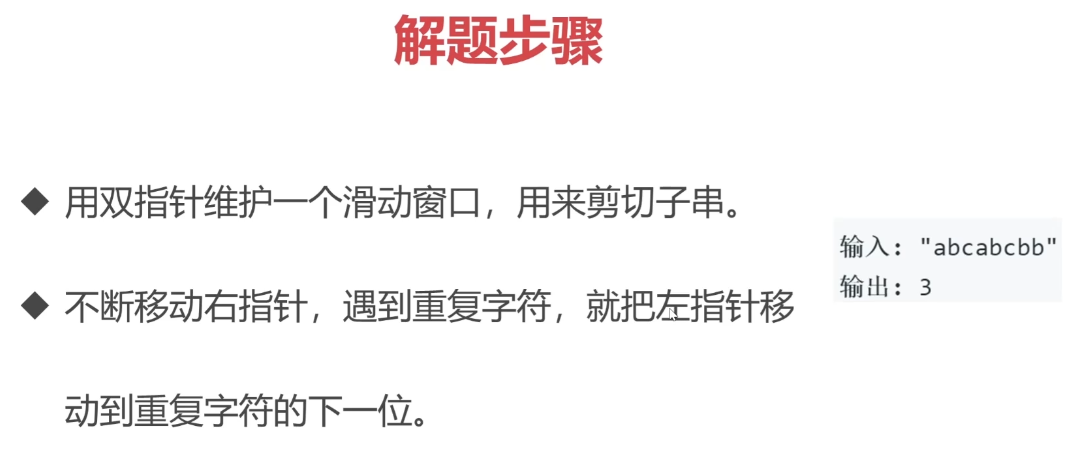 解题步骤
◆ 用双指针维护一个滑动窗口，用来剪切子串。
输入："abcabcbb"
输出：3
◆ 不断移动右指针，遇到重复字符，就把左指针移
动到重复字符的下一位。